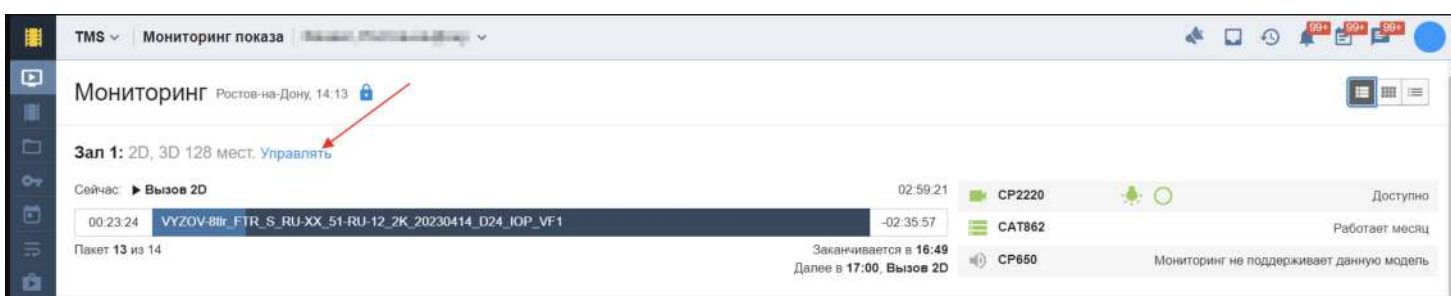 TMS Мониторинг показа
99+ 99+ 99+
Мониторинг Ростов-на-Дону, 14:13
Зал 1: 2D, 3D 128 мест. Управлять
Сейчас: Вызов 2D 02:59:21
00:23:24 VYZOV-8tlr_FTR_S_RU-XX_51-RU-12_2K_20230414_D24_IOP_VF1 -02:35:57
Пакет 13 из 14 Заканчивается в 16:49
Далее в 17:00, Вызов 2D
CP2220 Доступно
CAT862 Работает месяц
CP650 Мониторинг не поддерживает данную модель